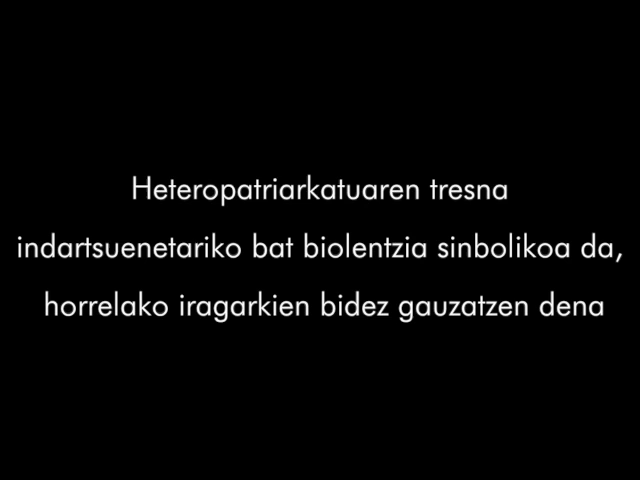 Heteropatriarkatuaren tresna
indartsuenetariko bat biolentzia sinbolikoa da,
horrelako iragarkien bidez gauzatzen dena